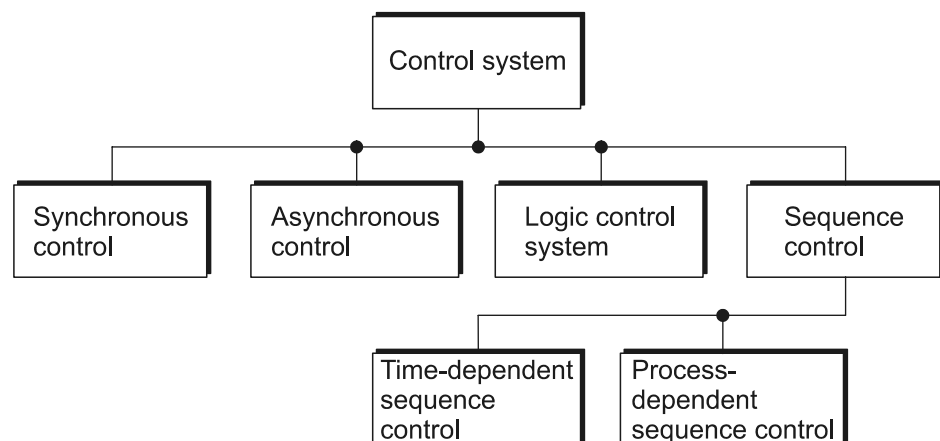 Control system
Synchronous
control
Asynchronous
control
Logic control
system
Sequence
control
Time-dependent
sequence
control
Process-
dependent
sequence control